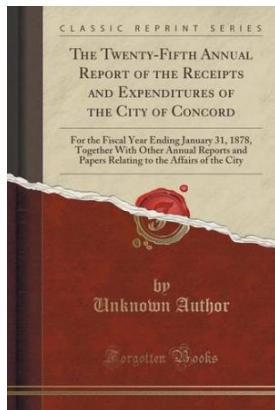 CLASSIC REPRINT SERIES
THE TWENTY-FIFTH ANNUAL
REPORT OF THE RECEIPTS
AND EXPENDITURES OF
THE CITY OF CONCORD
For the Fiscal Year Ending January 31, 1878,
Together With Other Annual Reports and
Papers Relating to the Affairs of the City
by
Unknown Author
Forgotten Books